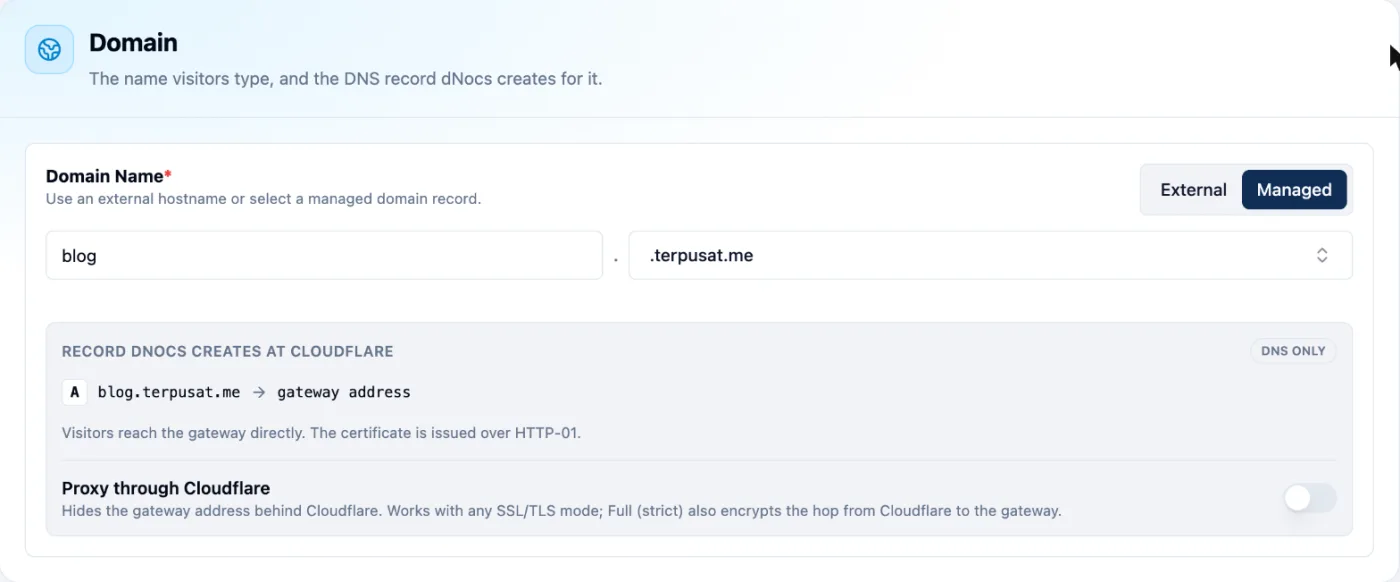 Domain
The name visitors type, and the DNS record dNocs creates for it.
Domain Name*
Use an external hostname or select a managed domain record.
External Managed
blog . .terpusat.me
RECORD DNOCS CREATES AT CLOUDFLARE
DNS ONLY
A blog.terpusat.me → gateway address
Visitors reach the gateway directly. The certificate is issued over HTTP-01.
Proxy through Cloudflare
Hides the gateway address behind Cloudflare. Works with any SSL/TLS mode; Full (strict) also encrypts the hop from Cloudflare to the gateway.